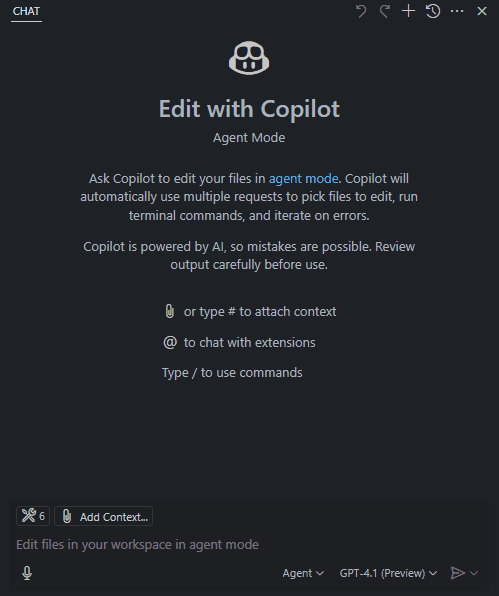 CHAT
Edit with Copilot
Agent Mode
Ask Copilot to edit your files in agent mode. Copilot will
automatically use multiple requests to pick files to edit, run
terminal commands, and iterate on errors.
Copilot is powered by AI, so mistakes are possible. Review
output carefully before use.
or type # to attach context
@ to chat with extensions
Type / to use commands
6 Add Context...
Edit files in your workspace in agent mode
Agent GPT-4.1 (Preview)